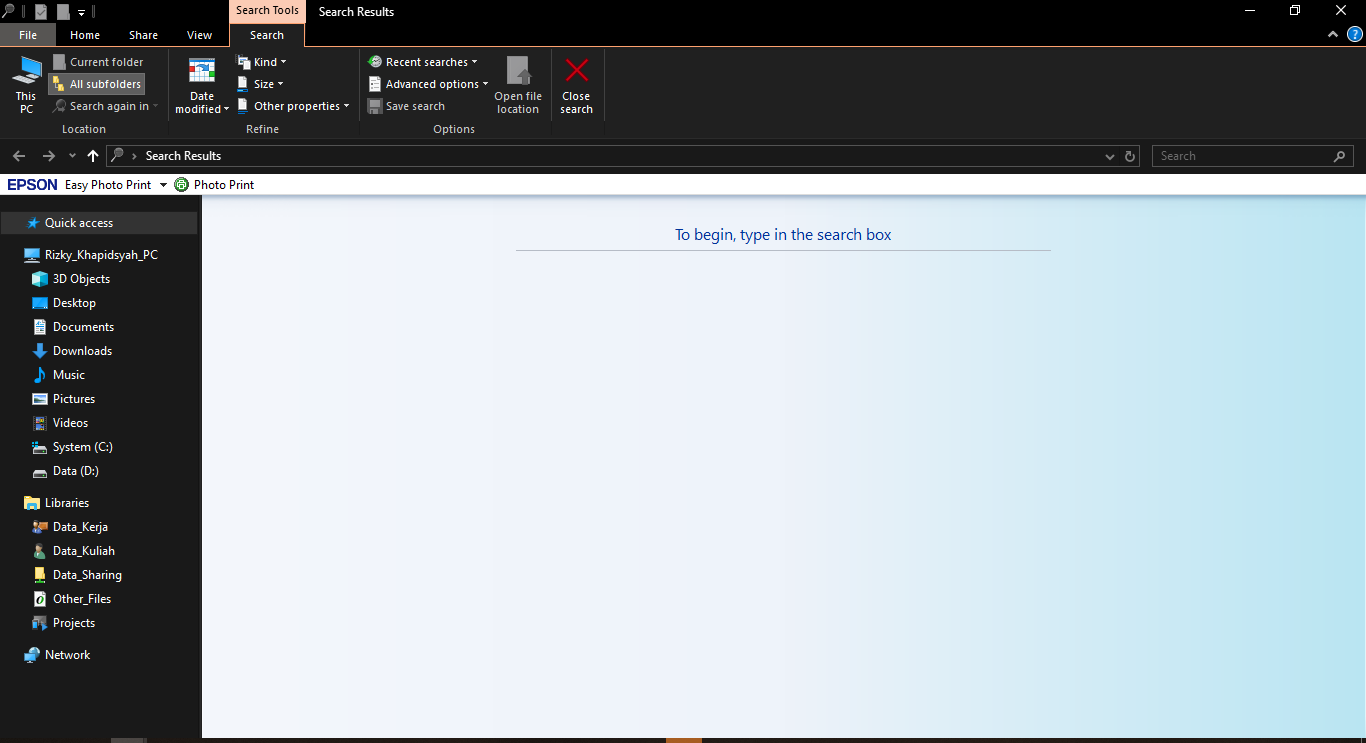 Search Tools
Search Results
File
Home
Share
View
Search
?
This PC
Current folder
All subfolders
Search again in
Location
Date modified
Kind
Size
Other properties
Refine
Recent searches
Advanced options
Save search
Open file location
Options
Close search
Search Results
Search
EPSON Easy Photo Print
Photo Print
Quick access
To begin, type in the search box
Rizky_Khapidsyah_PC
3D Objects
Desktop
Documents
Downloads
Music
Pictures
Videos
System (C:)
Data (D:)
Libraries
Data_Kerja
Data_Kuliah
Data_Sharing
Other_Files
Projects
Network